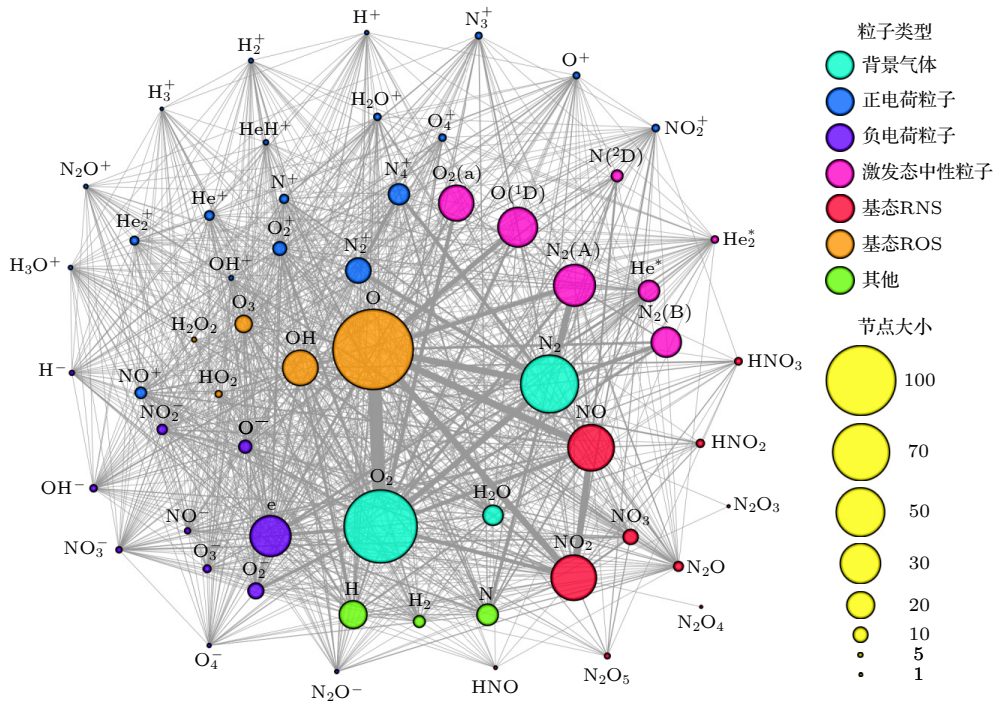 H⁺
N₃⁺
H₂⁺
O⁺
H₃⁺
H₂O⁺
HeH⁺
O₄⁺
NO₂⁺
N₂O⁺
N⁺
N₄⁺
O₂(a)
O(¹D)
N(²D)
He⁺
He₂⁺
O₂⁺
N₂⁺
N₂(A)
He₂*
H₃O⁺
OH⁺
He*
O
N₂(B)
O₃
H₂O₂
OH
N₂
HNO₃
H⁻
NO⁺
HO₂
NO
NO₂⁻
O⁻
HNO₂
O₂
H₂O
OH⁻
e
N₂O₃
NO⁻
NO₃
NO₃⁻
O₃⁻
NO₂
O₂⁻
N₂O
H
H₂
N
N₂O₄
O₄⁻
N₂O⁻
HNO
N₂O₅
粒子类型
背景气体
正电荷粒子
负电荷粒子
激发态中性粒子
基态RNS
基态ROS
其他
节点大小
100
70
50
30
20
10
5
1